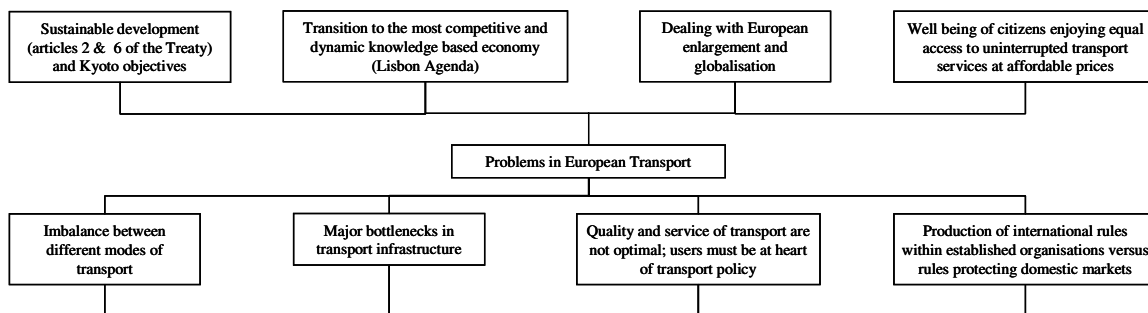 Sustainable development
(articles 2 & 6 of the Treaty)
and Kyoto objectives
Transition to the most competitive and
dynamic knowledge based economy
(Lisbon Agenda)
Dealing with European
enlargement and
globalisation
Well being of citizens enjoying equal
access to uninterrupted transport
services at affordable prices
Problems in European Transport
Imbalance between
different modes of
transport
Major bottlenecks in
transport infrastructure
Quality and service of transport are
not optimal; users must be at heart
of transport policy
Production of international rules
within established organisations versus
rules protecting domestic markets